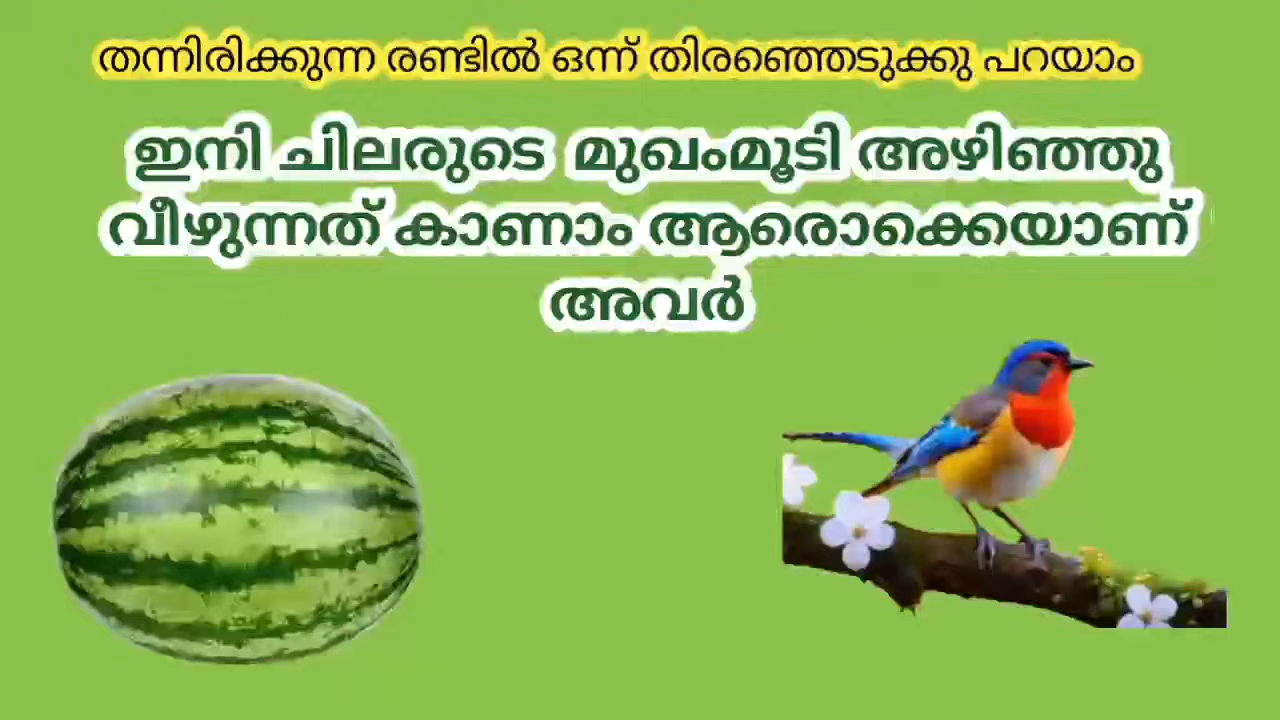 തന്നിരിക്കുന്ന രണ്ടിൽ ഒന്ന് തിരഞ്ഞെടുക്കു പറയാം
ഇനി ചിലരുടെ മുഖംമൂടി അഴിഞ്ഞു
വീഴുന്നത് കാണാം ആരൊക്കെയാണ്
അവർ